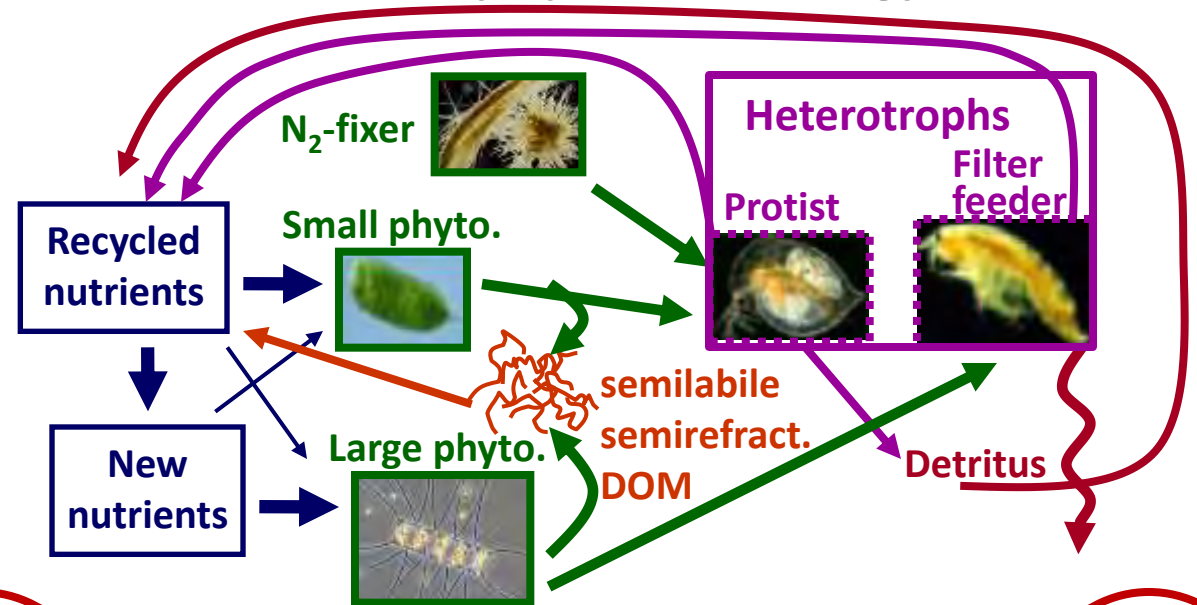 N₂-fixer
Heterotrophs
Filter
feeder
Protist
Small phyto.
Recycled
nutrients
semilabile
semirefract.
DOM
Large phyto.
New
nutrients
Detritus